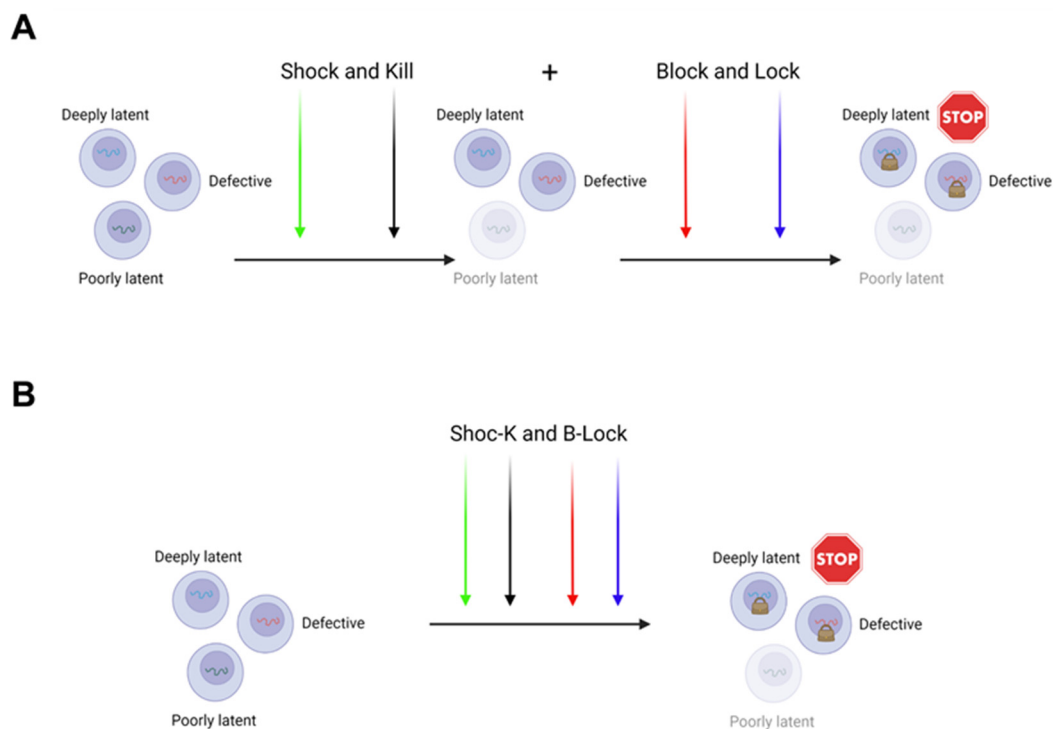 A
Shock and Kill + Block and Lock
Deeply latent
Defective
Poorly latent
Deeply latent
Defective
Poorly latent
Deeply latent
STOP
Defective
Poorly latent
B
Shoc-K and B-Lock
Deeply latent
Defective
Poorly latent
Deeply latent
STOP
Defective
Poorly latent